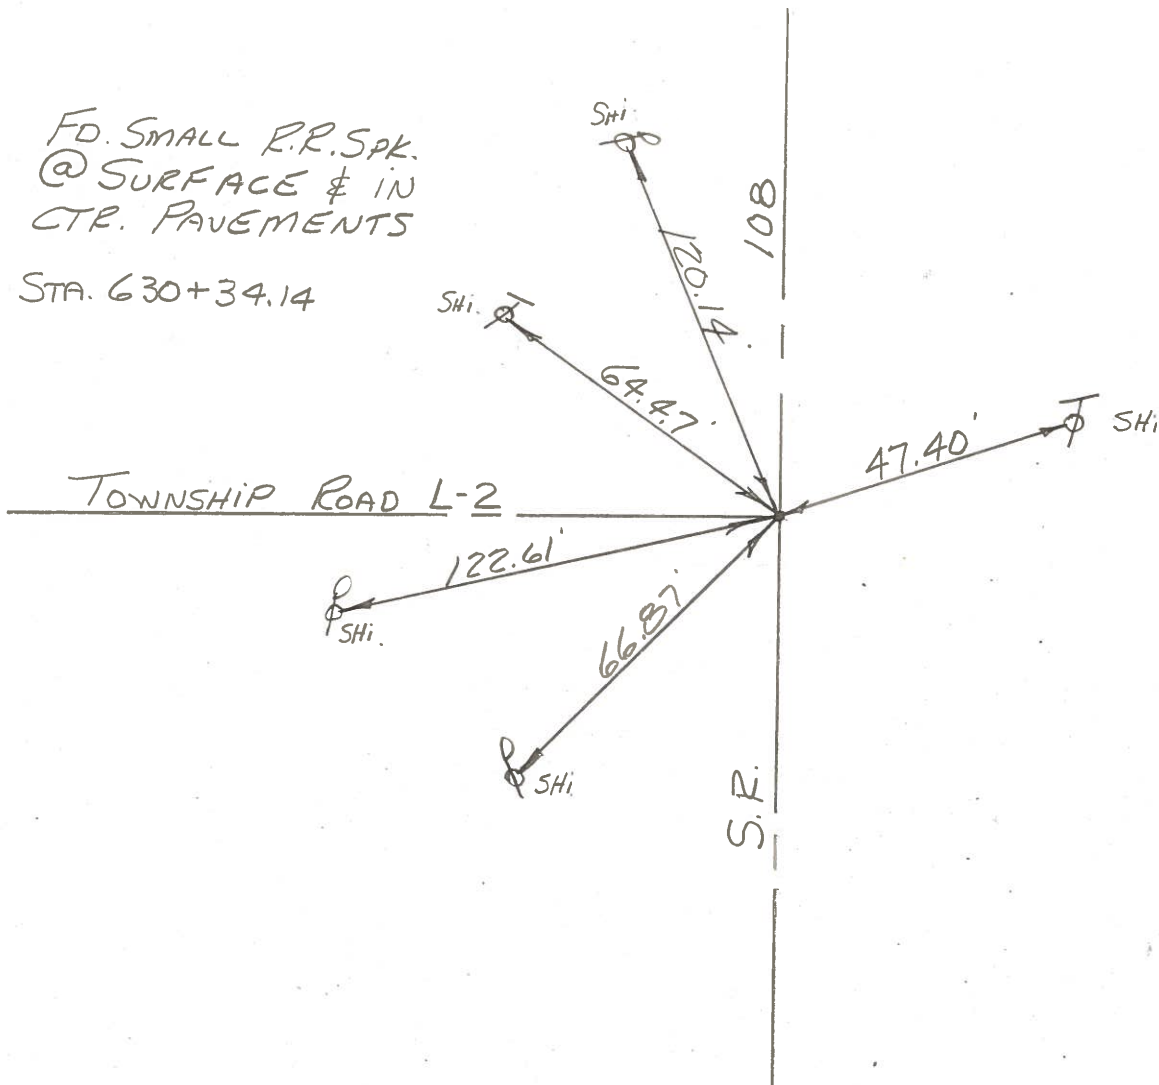 FD. SMALL R.R. SPK.
@ SURFACE & IN
CTR. PAVEMENTS
STA. 630+34.14
SHi.
108
120.14'
SHi.
64.47'
47.40'
SHi
TOWNSHiP ROAD L-2
122.61'
SHi.
66.87'
SHi
S.R.